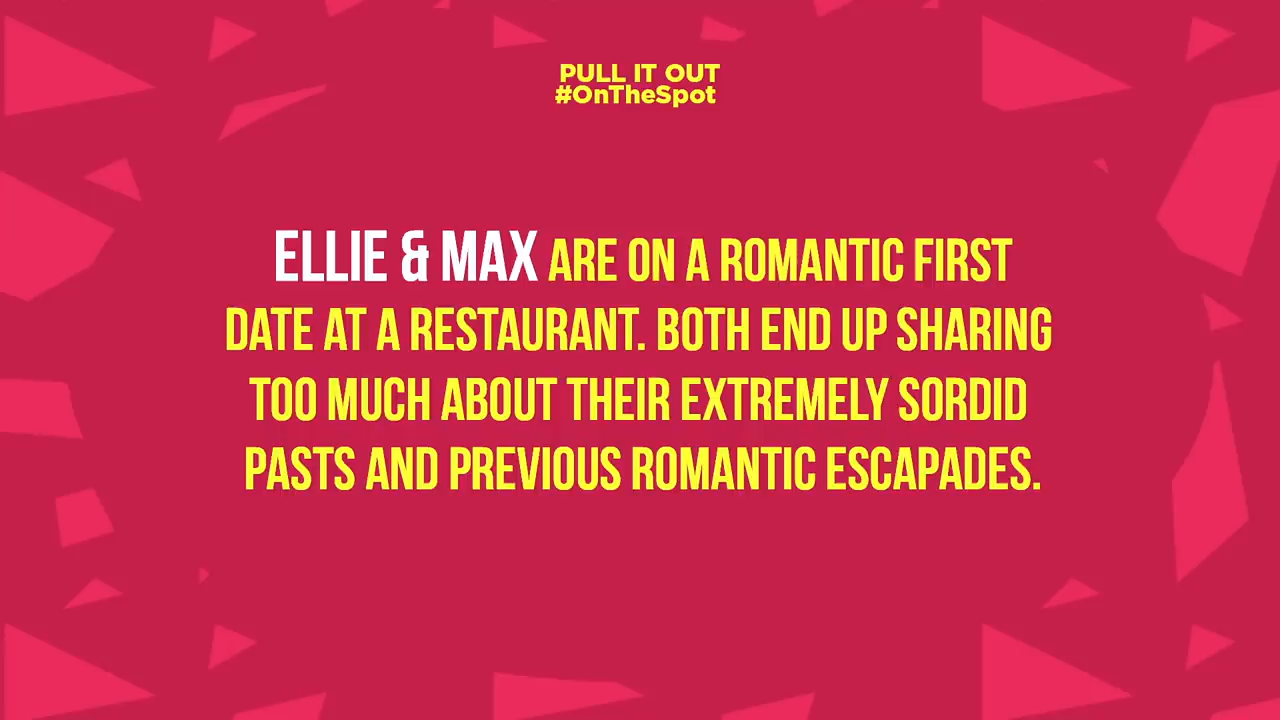 PULL IT OUT
#OnTheSpot
ELLIE & MAX ARE ON A ROMANTIC FIRST
DATE AT A RESTAURANT. BOTH END UP SHARING
TOO MUCH ABOUT THEIR EXTREMELY SORDID
PASTS AND PREVIOUS ROMANTIC ESCAPADES.